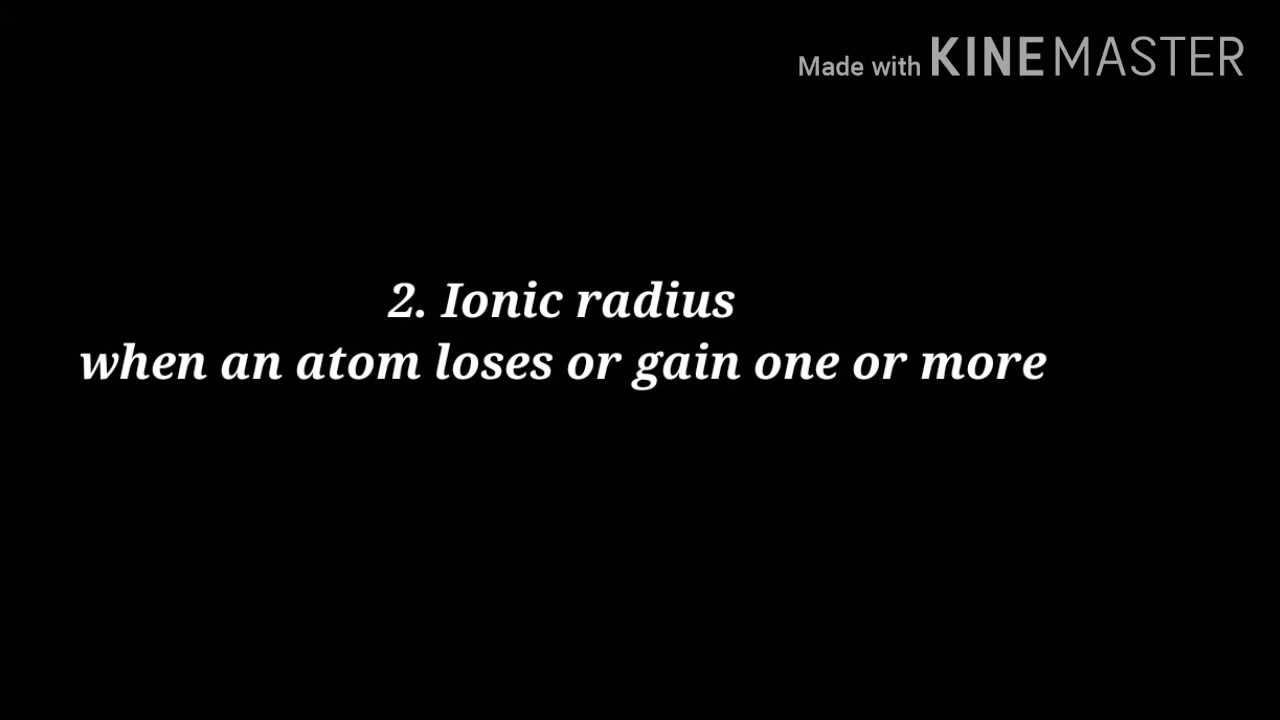 Made with KINEMASTER
2. Ionic radius
when an atom loses or gain one or more